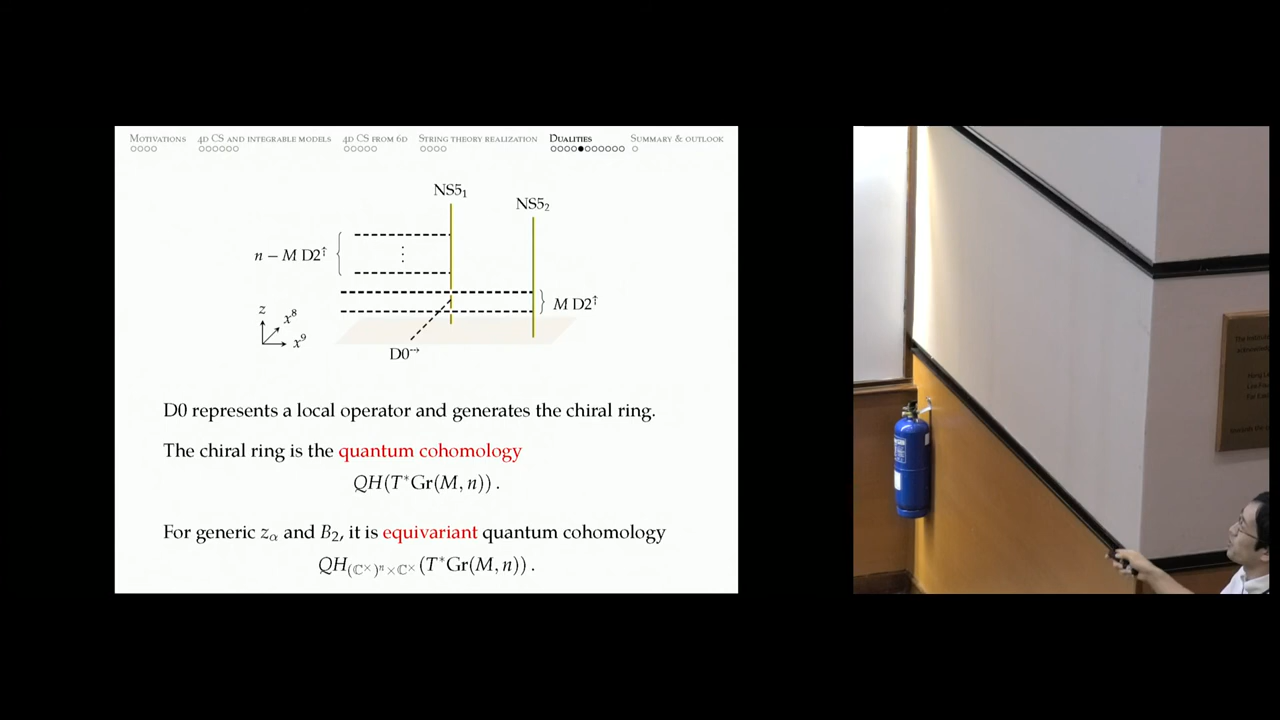 MOTIVATIONS 4D CS AND INTEGRABLE MODELS 4D CS FROM 6D STRING THEORY REALIZATION DUALITIES SUMMARY & OUTLOOK
NS5₁
NS5₂
n − M D2↑
⋮
M D2↑
z
x⁸
x⁹
D0⇢
D0 represents a local operator and generates the chiral ring.
The chiral ring is the quantum cohomology
QH(T*Gr(M, n)) .
For generic zα and B₂, it is equivariant quantum cohomology
QH(ℂ×)ⁿ×ℂ× (T*Gr(M, n)) .